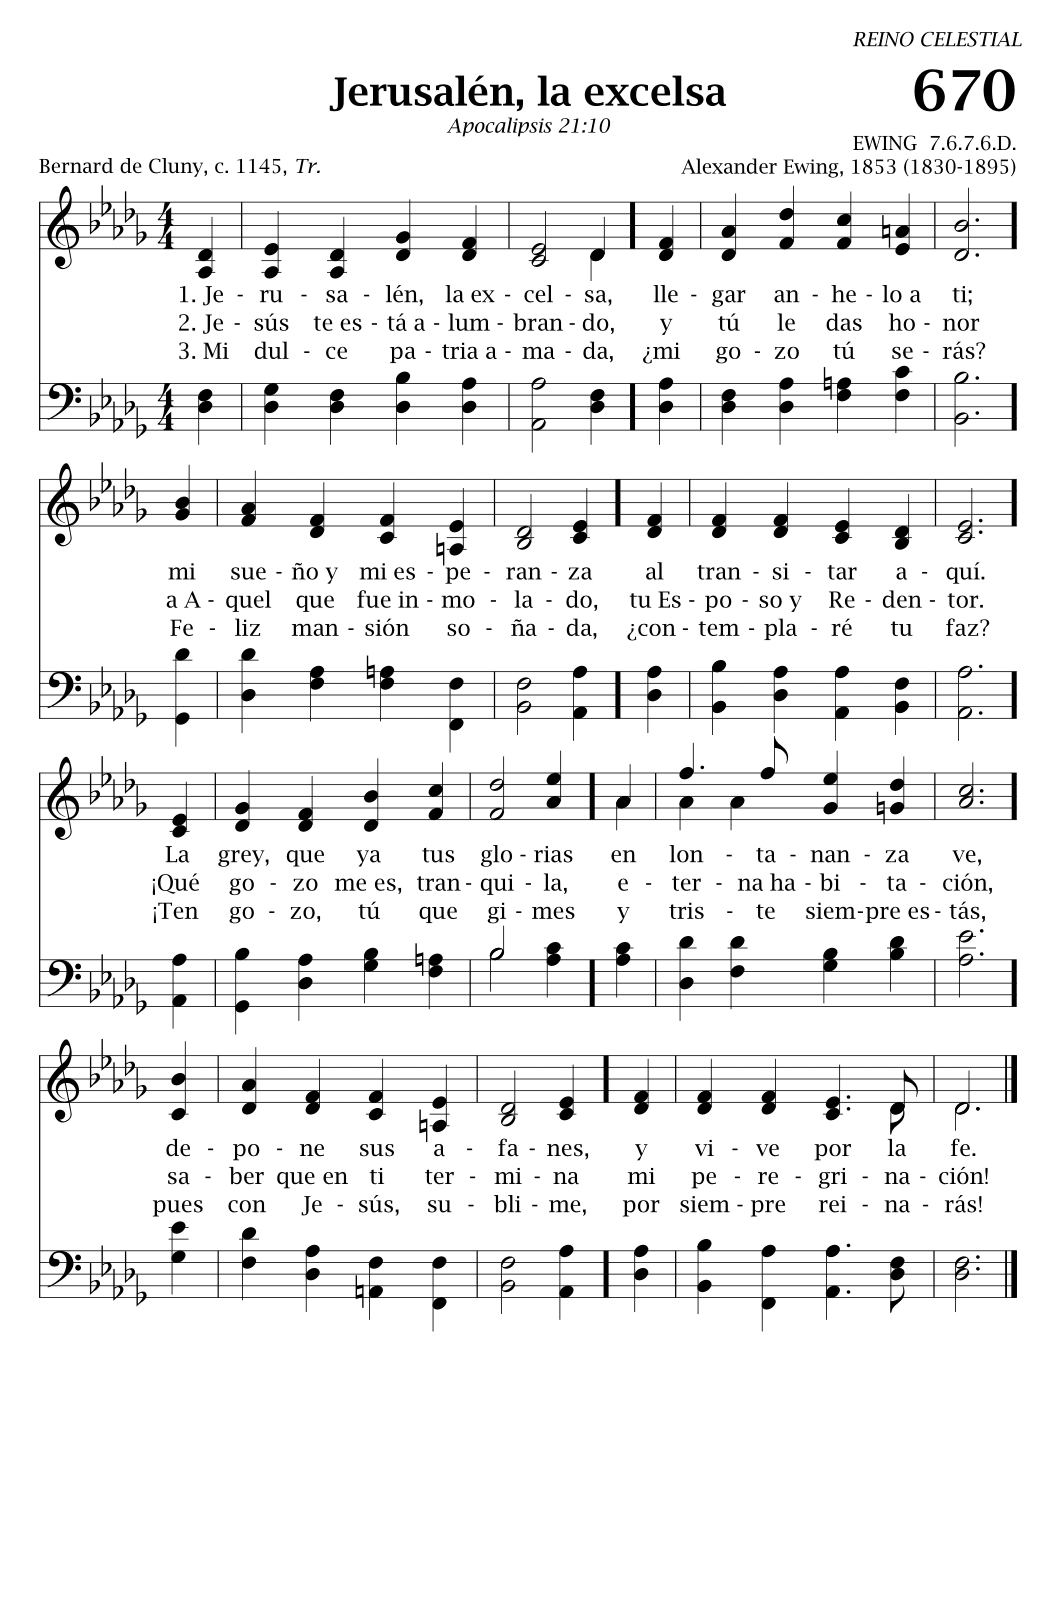 REINO CELESTIAL
Jerusalén, la excelsa
670
Apocalipsis 21:10
EWING 7.6.7.6.D.
Bernard de Cluny, c. 1145, Tr.
Alexander Ewing, 1853 (1830-1895)
1. Je - ru - sa - lén, la ex - cel - sa, lle - gar an - he - lo a ti;
2. Je - sús te es - tá a - lum - bran - do, y tú le das ho - nor
3. Mi dul - ce pa - tria a - ma - da, ¿mi go - zo tú se - rás?
mi sue - ño y mi es - pe - ran - za al tran - si - tar a - quí.
a A - quel que fue in - mo - la - do, tu Es - po - so y Re - den - tor.
Fe - liz man - sión so - ña - da, ¿con - tem - pla - ré tu faz?
La grey, que ya tus glo - rias en lon - ta - nan - za ve,
¡Qué go - zo me es, tran - qui - la, e - ter - na ha - bi - ta - ción,
¡Ten go - zo, tú que gi - mes y tris - te siem - pre es - tás,
de - po - ne sus a - fa - nes, y vi - ve por la fe.
sa - ber que en ti ter - mi - na mi pe - re - gri - na - ción!
pues con Je - sús, su - bli - me, por siem - pre rei - na - rás!